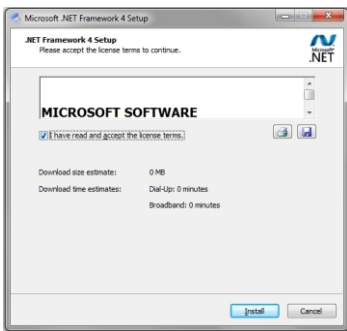 Microsoft .NET Framework 4 Setup
.NET Framework 4 Setup
Please accept the license terms to continue.
Microsoft
.NET
MICROSOFT SOFTWARE
I have read and accept the license terms.
Download size estimate: 0 MB
Download time estimates: Dial-Up: 0 minutes
Broadband: 0 minutes
Install Cancel